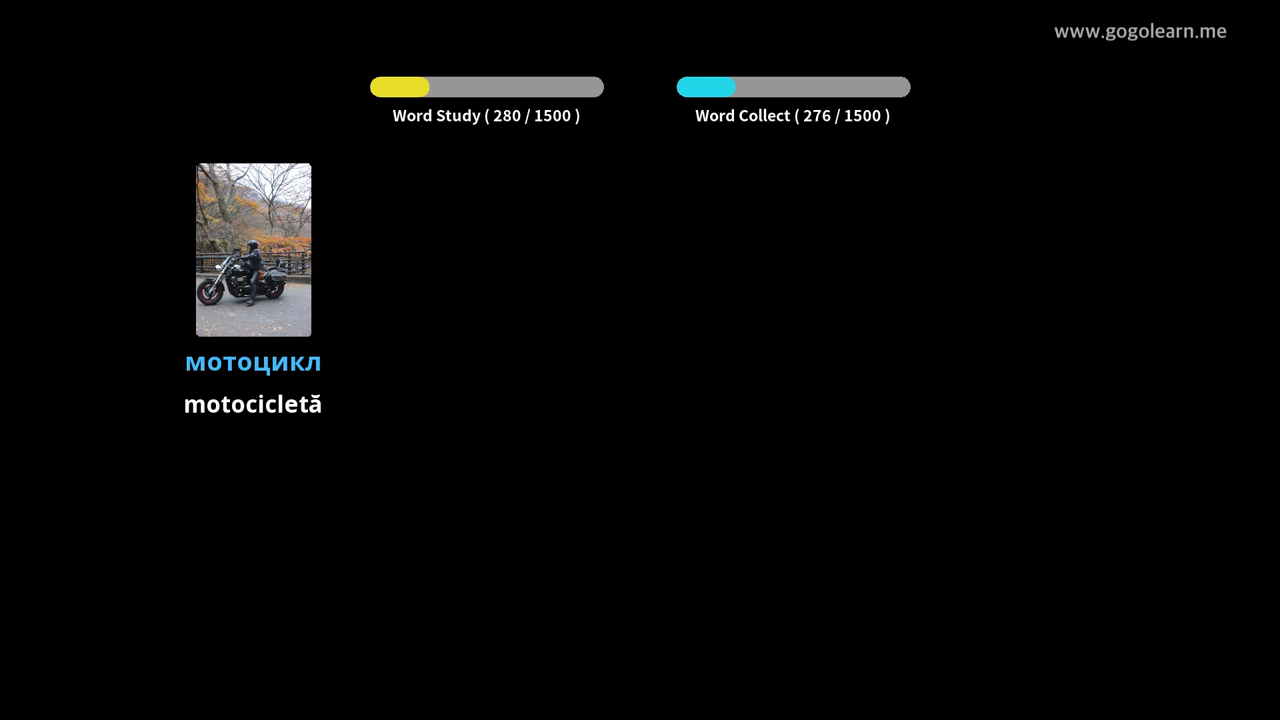 www.gogolearn.me
Word Study ( 280 / 1500 )
Word Collect ( 276 / 1500 )
мотоцикл
motocicletă